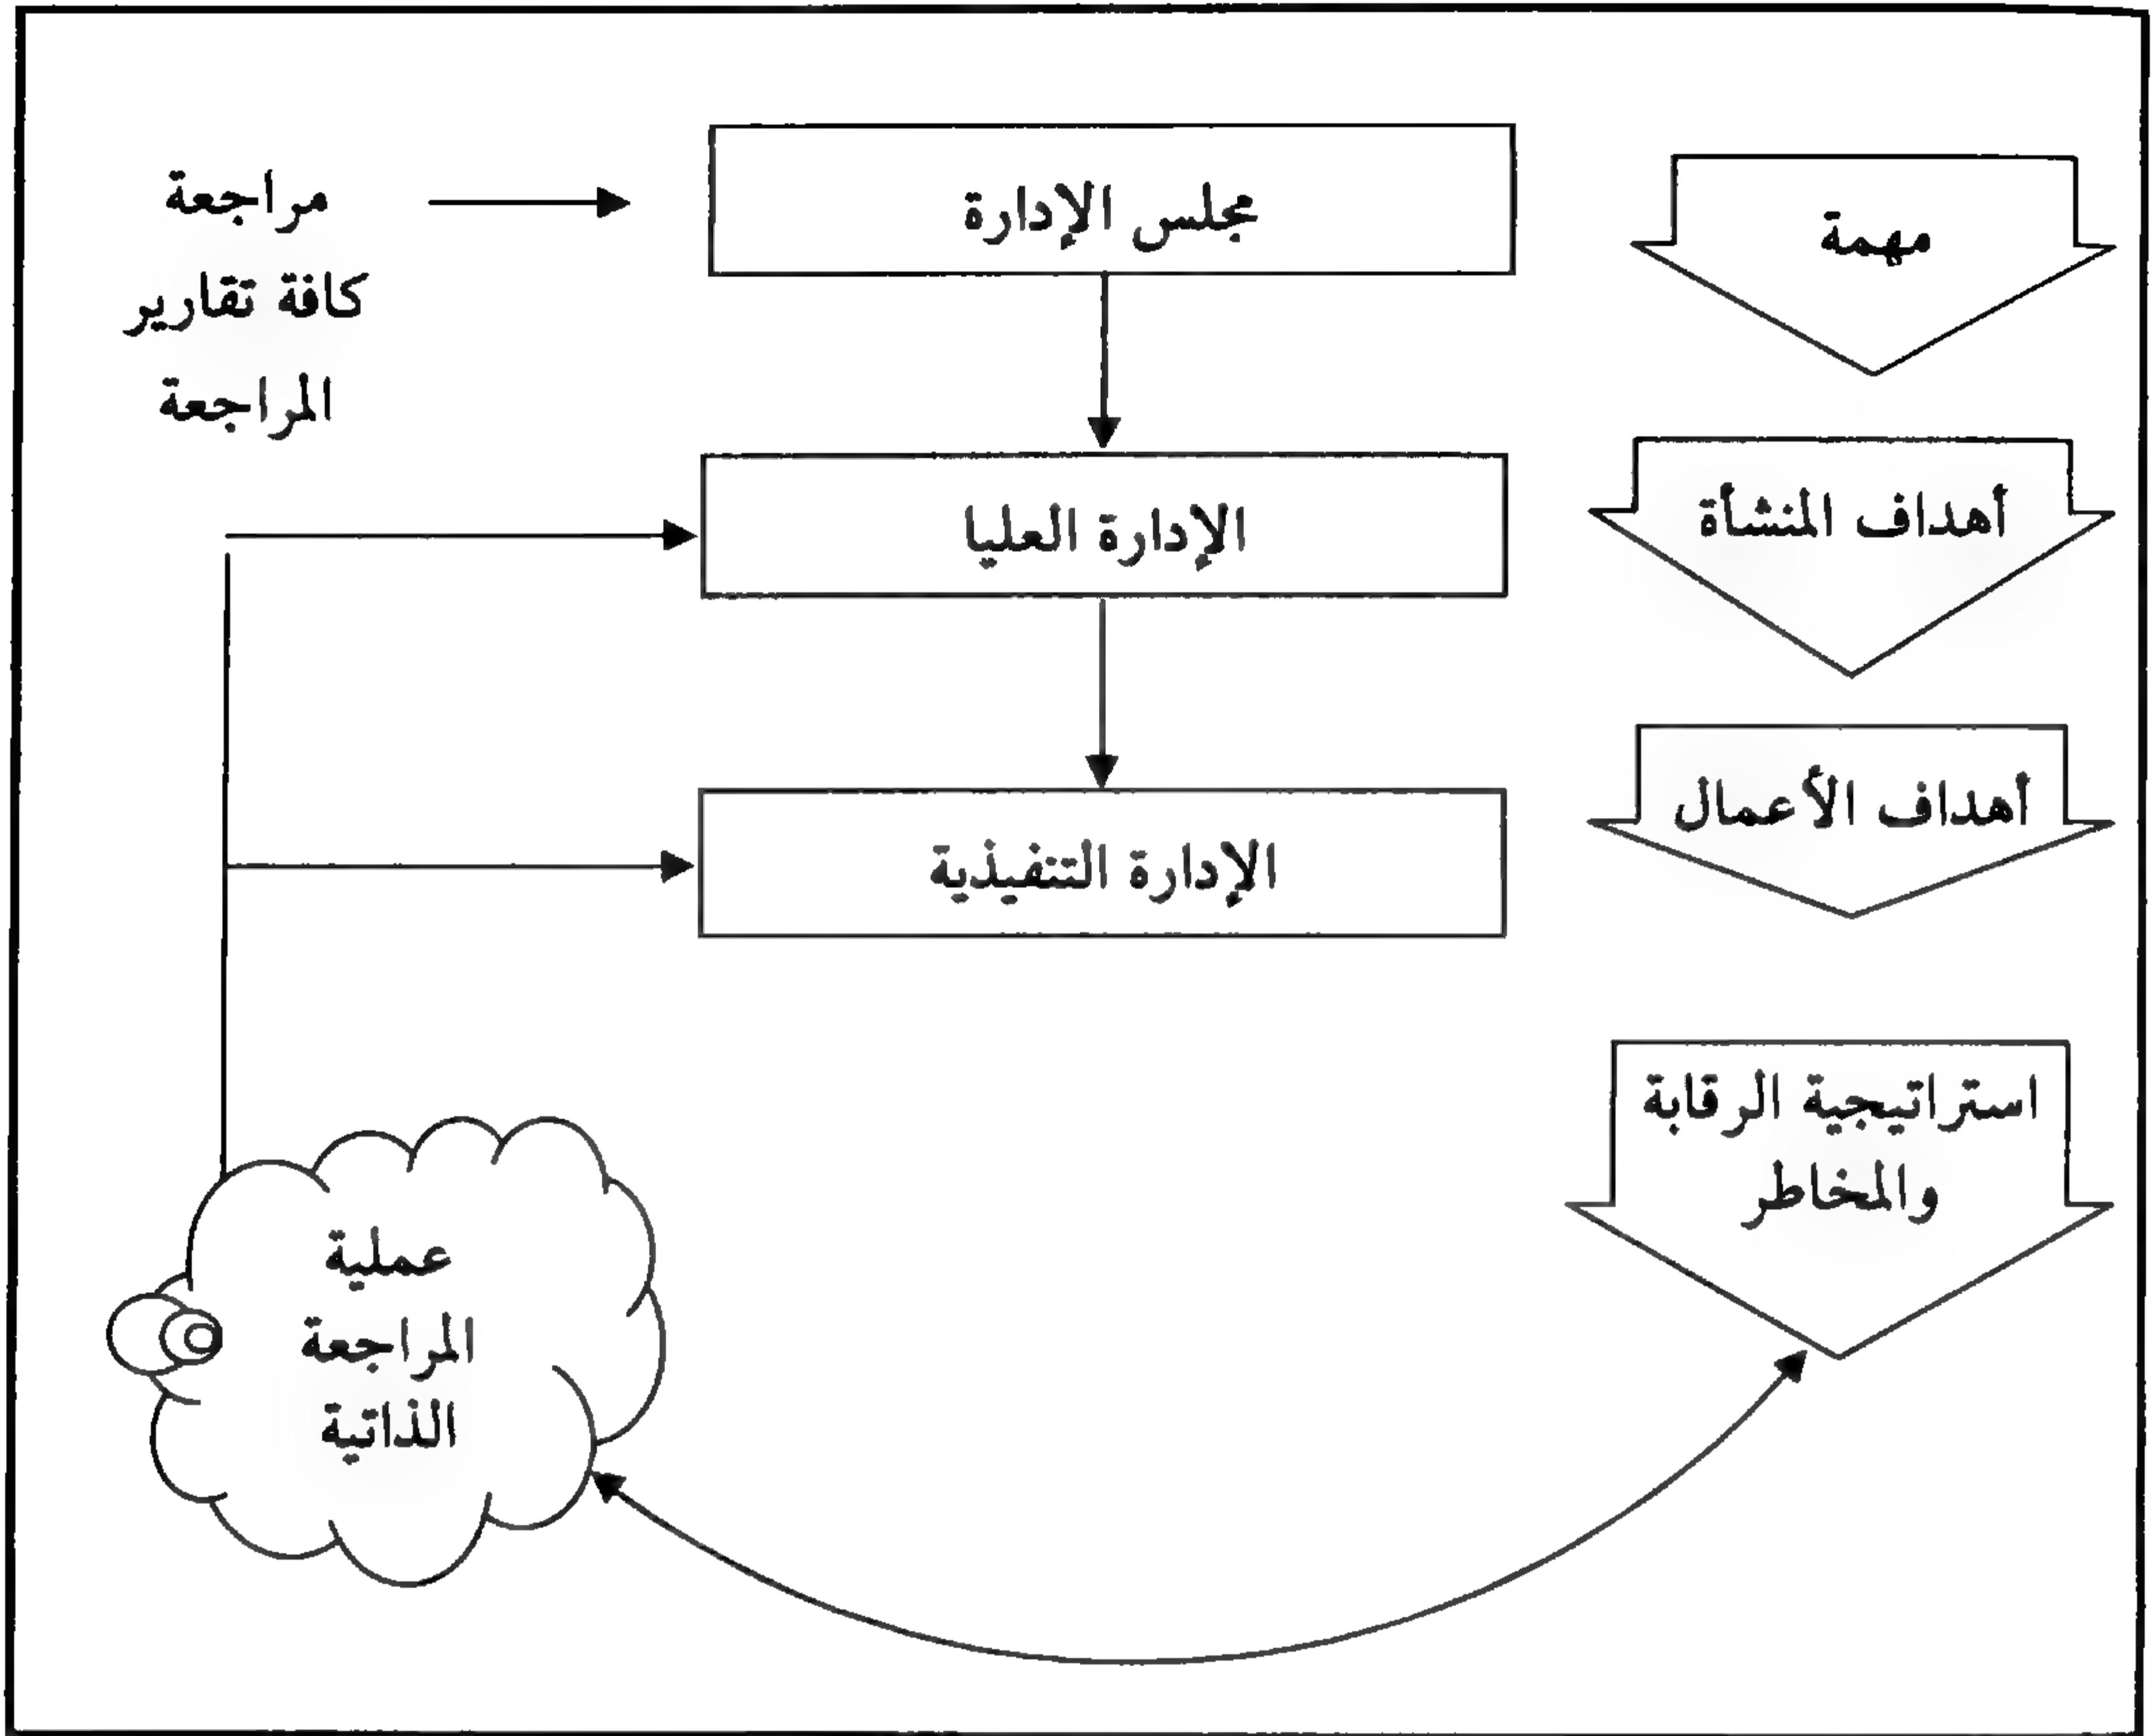 مهمة
مجلس الإدارة
مراجعة
كافة تقارير
المراجعة
أهداف المنشأة
الإدارة العليا
أهداف الأعمال
الإدارة التنفيذية
استراتيجية الرقابة
والمخاطر
عملية
المراجعة
الذاتية